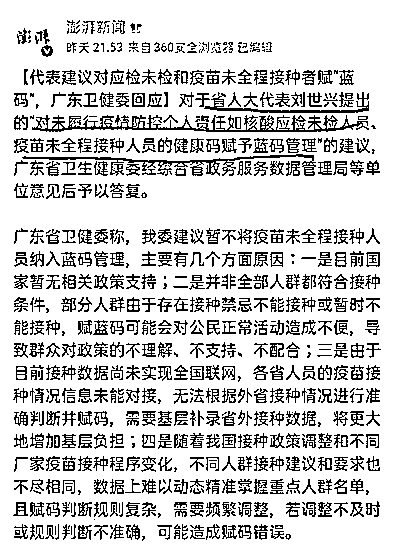 澎湃新闻
昨天 21:53 来自 360安全浏览器 已编辑
【代表建议对应检未检和疫苗未全程接种者赋“蓝
码”，广东卫健委回应】对于省人大代表刘世兴提出
的“对未履行疫情防控个人责任如核酸应检未检人员、
疫苗未全程接种人员的健康码赋予蓝码管理”的建议，
广东省卫生健康委经综合省政务服务数据管理局等单
位意见后予以答复。
广东省卫健委称，我委建议暂不将疫苗未全程接种人
员纳入蓝码管理，主要有几个方面原因：一是目前国
家暂无相关政策支持；二是并非全部人群都符合接种
条件，部分人群由于存在接种禁忌不能接种或暂时不
能接种，赋蓝码可能会对公民正常活动造成不便，导
致群众对政策的不理解、不支持、不配合；三是由于
目前接种数据尚未实现全国联网，各省人员的疫苗接
种情况信息未能对接，无法根据外省接种情况进行准
确判断并赋码，需要基层补录省外接种数据，将更大
地增加基层负担；四是随着我国接种政策调整和不同
厂家疫苗接种程序变化，不同人群接种建议和要求也
不尽相同，数据上难以动态精准掌握重点人群名单，
且赋码判断规则复杂，需要频繁调整，若调整不及时
或规则判断不准确，可能造成赋码错误。